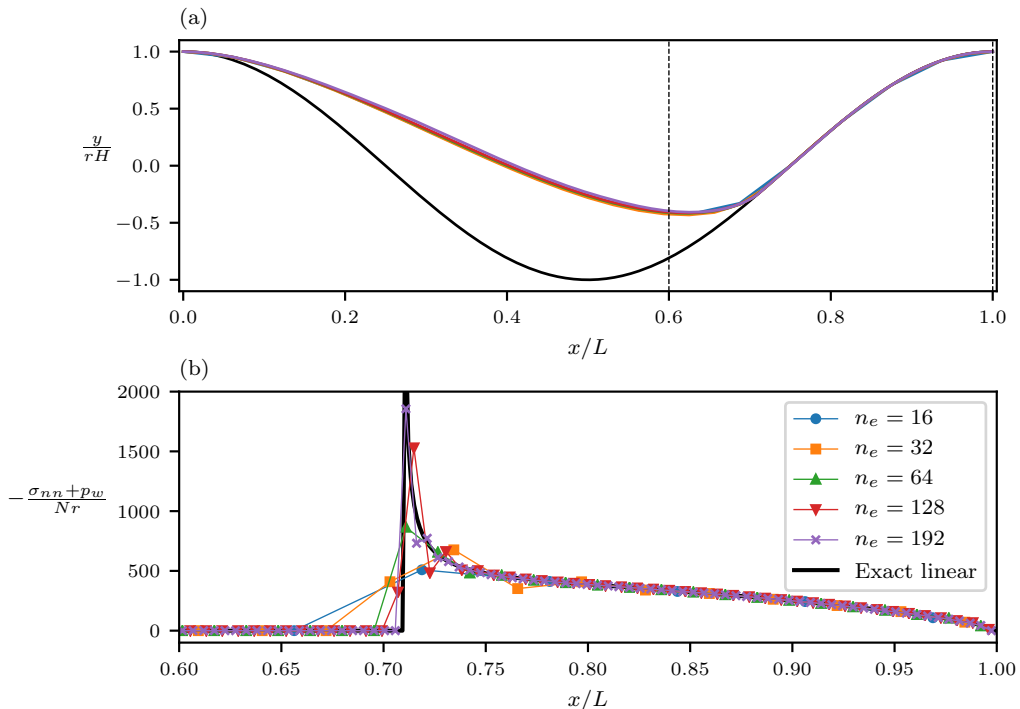 (a)
1.0
0.5
0.0
−0.5
−1.0
y/rH
0.0 0.2 0.4 0.6 0.8 1.0
x/L
(b)
2000
1500
1000
500
0
−(σ_nn+p_w)/Nr
n_e = 16
n_e = 32
n_e = 64
n_e = 128
n_e = 192
Exact linear
0.60 0.65 0.70 0.75 0.80 0.85 0.90 0.95 1.00
x/L